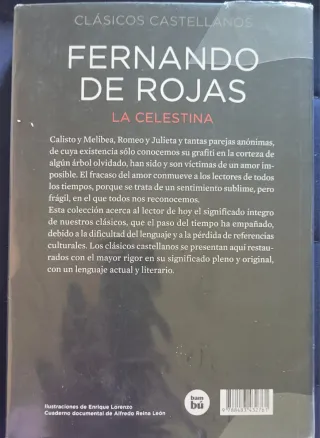 CLÁSICOS CASTELLANOS
FERNANDO
DE ROJAS
LA CELESTINA
Calisto y Melibea, Romeo y Julieta y tantas parejas anónimas,
de cuya existencia sólo conocemos su grafiti en la corteza de
algún árbol olvidado, han sido y son víctimas de un amor im-
posible. El fracaso del amor conmueve a los lectores de todos
los tiempos, porque se trata de un sentimiento sublime, pero
frágil, en el que todos nos reconocemos.
Esta colección acerca al lector de hoy el significado íntegro
de nuestros clásicos, que el paso del tiempo ha empañado,
debido a la dificultad del lenguaje y a la pérdida de referencias
culturales. Los clásicos castellanos se presentan aquí restau-
rados con el mayor rigor en su significado pleno y original,
con un lenguaje actual y literario.
Ilustraciones de Enrique Lorenzo
Cuaderno documental de Alfredo Reina León
bam
bú